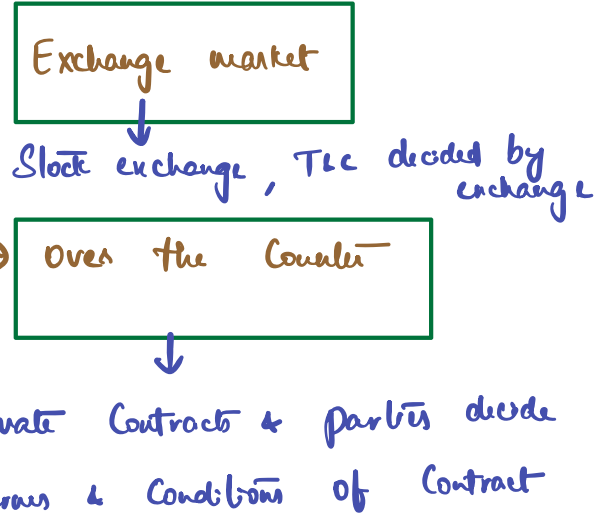 Exchange market
Stock exchange, T&C decided by
exchange
Over the Counter
Contracts & parties decide
& Conditions of Contract